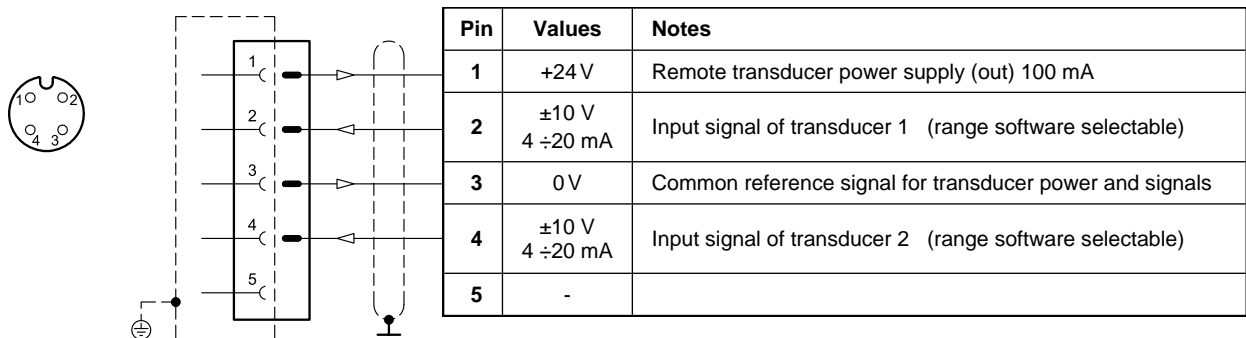 1 2
4 3
1
2
3
4
5
Pin Values Notes
1 +24 V Remote transducer power supply (out) 100 mA
2 ±10 V
4 ÷20 mA Input signal of transducer 1 (range software selectable)
3 0 V Common reference signal for transducer power and signals
4 ±10 V
4 ÷20 mA Input signal of transducer 2 (range software selectable)
5 -